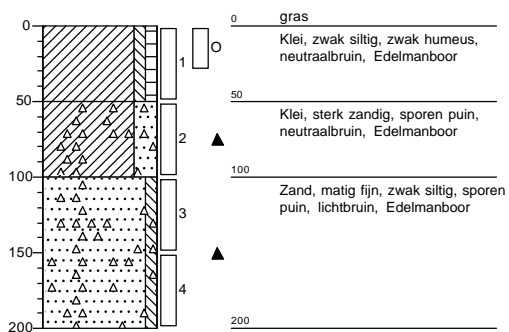 0
50
100
150
200
1
2
3
4
O
0
gras
Klei, zwak siltig, zwak humeus,
neutraalbruin, Edelmanboor
50
Klei, sterk zandig, sporen puin,
neutraalbruin, Edelmanboor
100
Zand, matig fijn, zwak siltig, sporen
puin, lichtbruin, Edelmanboor
200